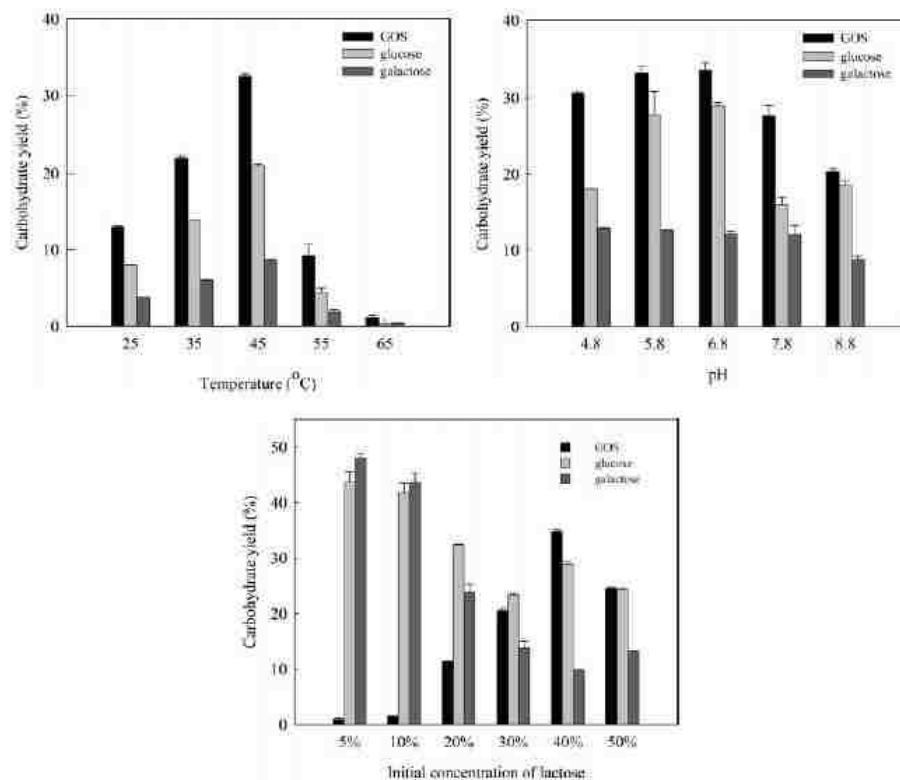 40
GOS
glucose
galactose
30
20
10
0
Carbohydrate yield (%)
25 35 45 55 65
Temperature (°C)
40
GOS
glucose
galactose
30
20
10
0
Carbohydrate yield (%)
4.8 5.8 6.8 7.8 8.8
pH
50
GOS
glucose
galactose
40
30
20
10
0
Carbohydrate yield (%)
5% 10% 20% 30% 40% 50%
Initial concentration of lactose